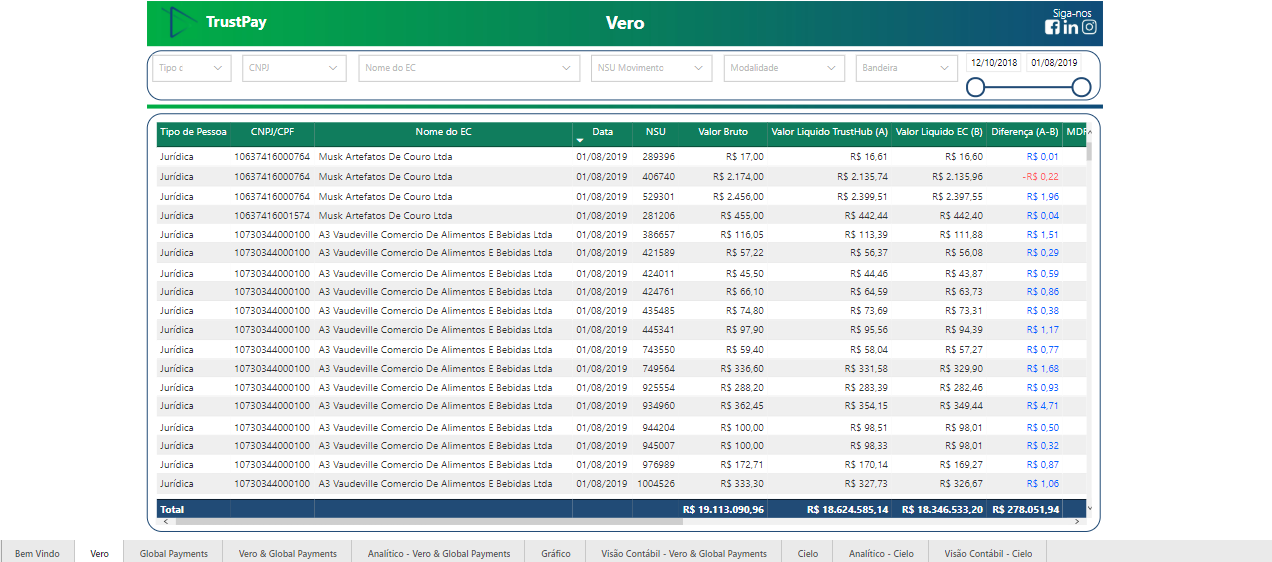 TrustPay
Vero
Siga-nos
Tipo c CNPJ Nome do EC NSU Movimento Modalidade Bandeira 12/10/2018 01/08/2019
Tipo de Pessoa CNPJ/CPF Nome do EC Data NSU Valor Bruto Valor Liquido TrustHub (A) Valor Liquido EC (B) Diferença (A-B) MDR
Jurídica 10637416000764 Musk Artefatos De Couro Ltda 01/08/2019 289396 R$ 17,00 R$ 16,61 R$ 16,60 R$ 0,01
Jurídica 10637416000764 Musk Artefatos De Couro Ltda 01/08/2019 406740 R$ 2.174,00 R$ 2.135,74 R$ 2.135,96 -R$ 0,22
Jurídica 10637416000764 Musk Artefatos De Couro Ltda 01/08/2019 529301 R$ 2.456,00 R$ 2.399,51 R$ 2.397,55 R$ 1,96
Jurídica 10637416001574 Musk Artefatos De Couro Ltda 01/08/2019 281206 R$ 455,00 R$ 442,44 R$ 442,40 R$ 0,04
Jurídica 10730344000100 A3 Vaudeville Comercio De Alimentos E Bebidas Ltda 01/08/2019 386657 R$ 116,05 R$ 113,39 R$ 111,88 R$ 1,51
Jurídica 10730344000100 A3 Vaudeville Comercio De Alimentos E Bebidas Ltda 01/08/2019 421589 R$ 57,22 R$ 56,37 R$ 56,08 R$ 0,29
Jurídica 10730344000100 A3 Vaudeville Comercio De Alimentos E Bebidas Ltda 01/08/2019 424011 R$ 45,50 R$ 44,46 R$ 43,87 R$ 0,59
Jurídica 10730344000100 A3 Vaudeville Comercio De Alimentos E Bebidas Ltda 01/08/2019 424761 R$ 66,10 R$ 64,59 R$ 63,73 R$ 0,86
Jurídica 10730344000100 A3 Vaudeville Comercio De Alimentos E Bebidas Ltda 01/08/2019 435485 R$ 74,80 R$ 73,69 R$ 73,31 R$ 0,38
Jurídica 10730344000100 A3 Vaudeville Comercio De Alimentos E Bebidas Ltda 01/08/2019 445341 R$ 97,90 R$ 95,56 R$ 94,39 R$ 1,17
Jurídica 10730344000100 A3 Vaudeville Comercio De Alimentos E Bebidas Ltda 01/08/2019 743550 R$ 59,40 R$ 58,04 R$ 57,27 R$ 0,77
Jurídica 10730344000100 A3 Vaudeville Comercio De Alimentos E Bebidas Ltda 01/08/2019 749564 R$ 336,60 R$ 331,58 R$ 329,90 R$ 1,68
Jurídica 10730344000100 A3 Vaudeville Comercio De Alimentos E Bebidas Ltda 01/08/2019 925554 R$ 288,20 R$ 283,39 R$ 282,46 R$ 0,93
Jurídica 10730344000100 A3 Vaudeville Comercio De Alimentos E Bebidas Ltda 01/08/2019 934960 R$ 362,45 R$ 354,15 R$ 349,44 R$ 4,71
Jurídica 10730344000100 A3 Vaudeville Comercio De Alimentos E Bebidas Ltda 01/08/2019 944204 R$ 100,00 R$ 98,51 R$ 98,01 R$ 0,50
Jurídica 10730344000100 A3 Vaudeville Comercio De Alimentos E Bebidas Ltda 01/08/2019 945007 R$ 100,00 R$ 98,33 R$ 98,01 R$ 0,32
Jurídica 10730344000100 A3 Vaudeville Comercio De Alimentos E Bebidas Ltda 01/08/2019 976989 R$ 172,71 R$ 170,14 R$ 169,27 R$ 0,87
Jurídica 10730344000100 A3 Vaudeville Comercio De Alimentos E Bebidas Ltda 01/08/2019 1004526 R$ 333,30 R$ 327,73 R$ 326,67 R$ 1,06
Total R$ 19.113.090,96 R$ 18.624.585,14 R$ 18.346.533,20 R$ 278.051,94
Bem Vindo Vero Global Payments Vero & Global Payments Analítico - Vero & Global Payments Gráfico Visão Contábil - Vero & Global Payments Cielo Analítico - Cielo Visão Contábil - Cielo